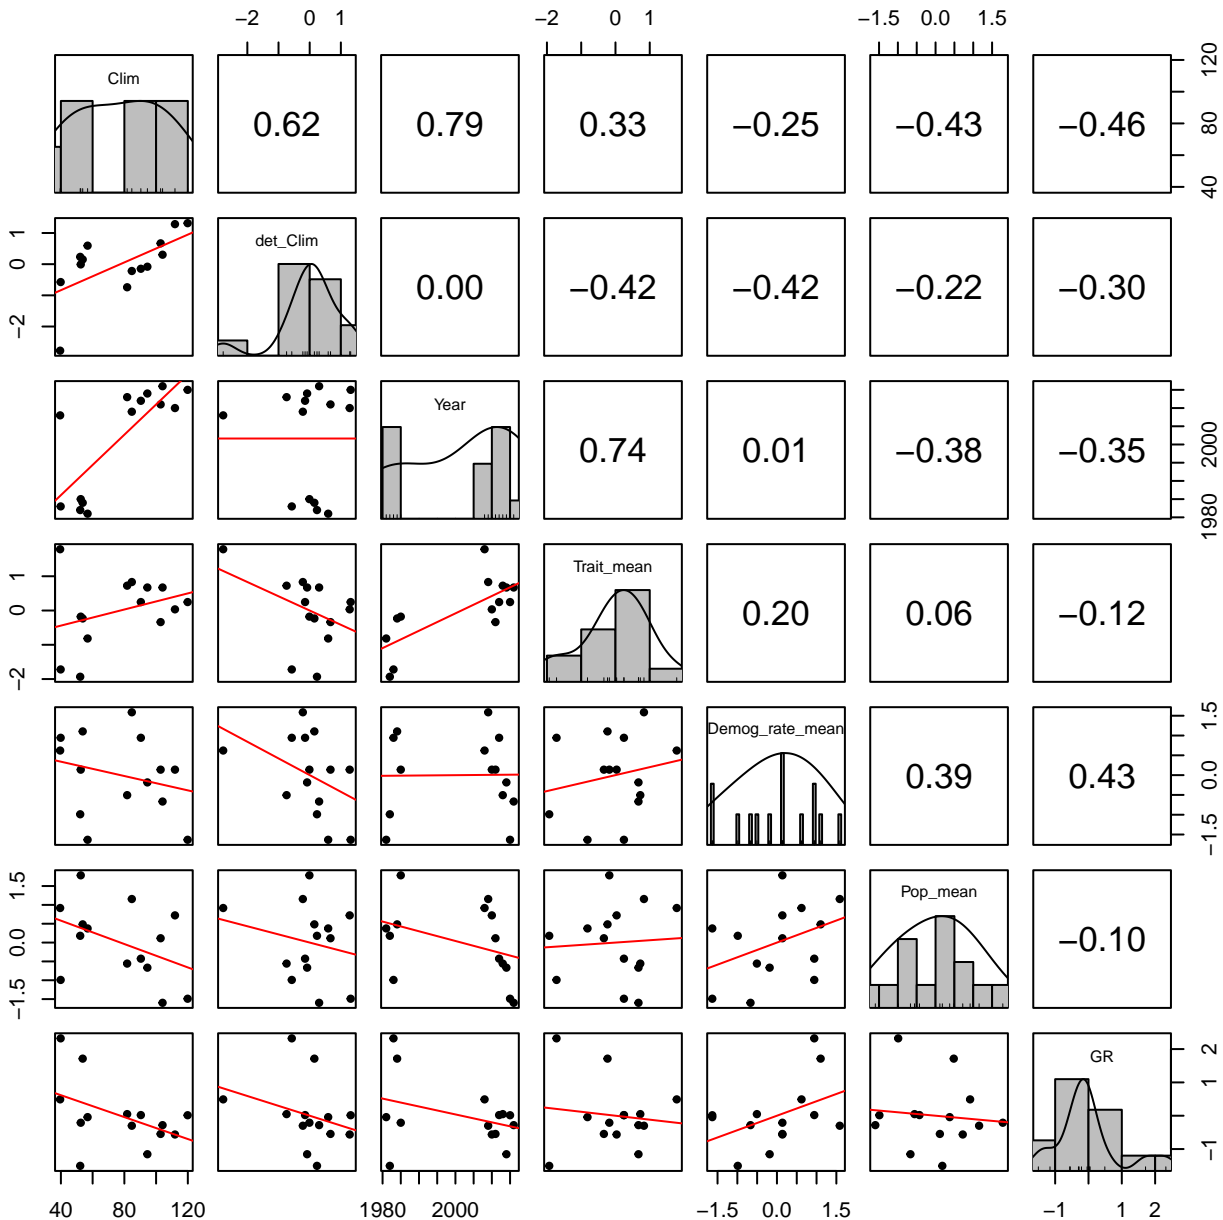 −2 0 1 −2 0 1 −1.5 0.0 1.5
Clim 0.62 0.79 0.33 −0.25 −0.43 −0.46 40 80 120
−2 0 1 det_Clim 0.00 −0.42 −0.42 −0.22 −0.30
Year 0.74 0.01 −0.38 −0.35 1980 2000
−2 0 1 Trait_mean 0.20 0.06 −0.12
Demog_rate_mean 0.39 0.43 −1.5 0.0 1.5
−1.5 0.0 1.5 Pop_mean −0.10
GR −1 1 2
40 80 120 1980 2000 −1.5 0.0 1.5 −1 1 2